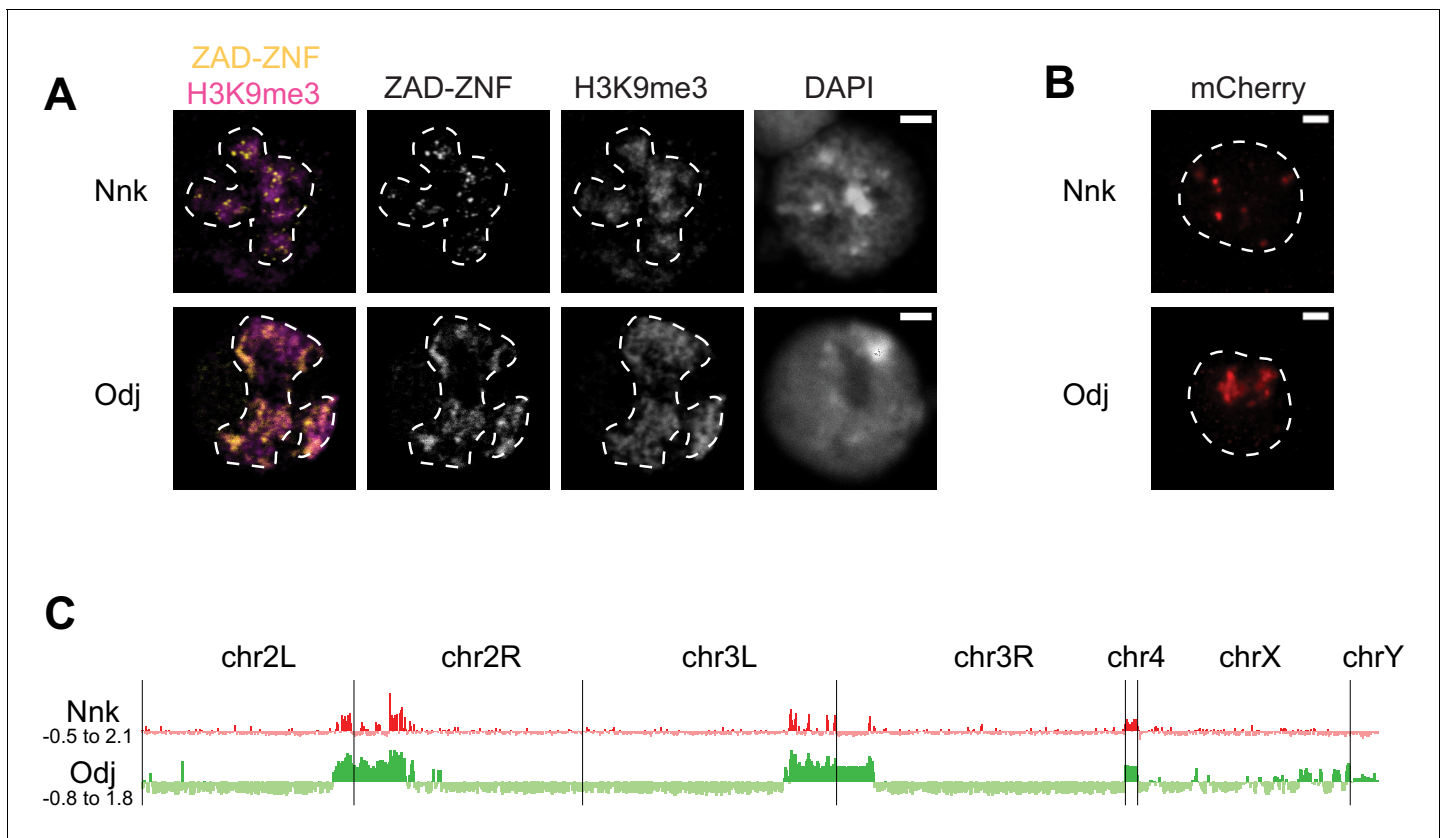 A
ZAD-ZNF
H3K9me3
ZAD-ZNF
H3K9me3
DAPI
Nnk
Odj
B
mCherry
Nnk
Odj
C
chr2L chr2R chr3L chr3R chr4 chrX chrY
Nnk
-0.5 to 2.1
Odj
-0.8 to 1.8